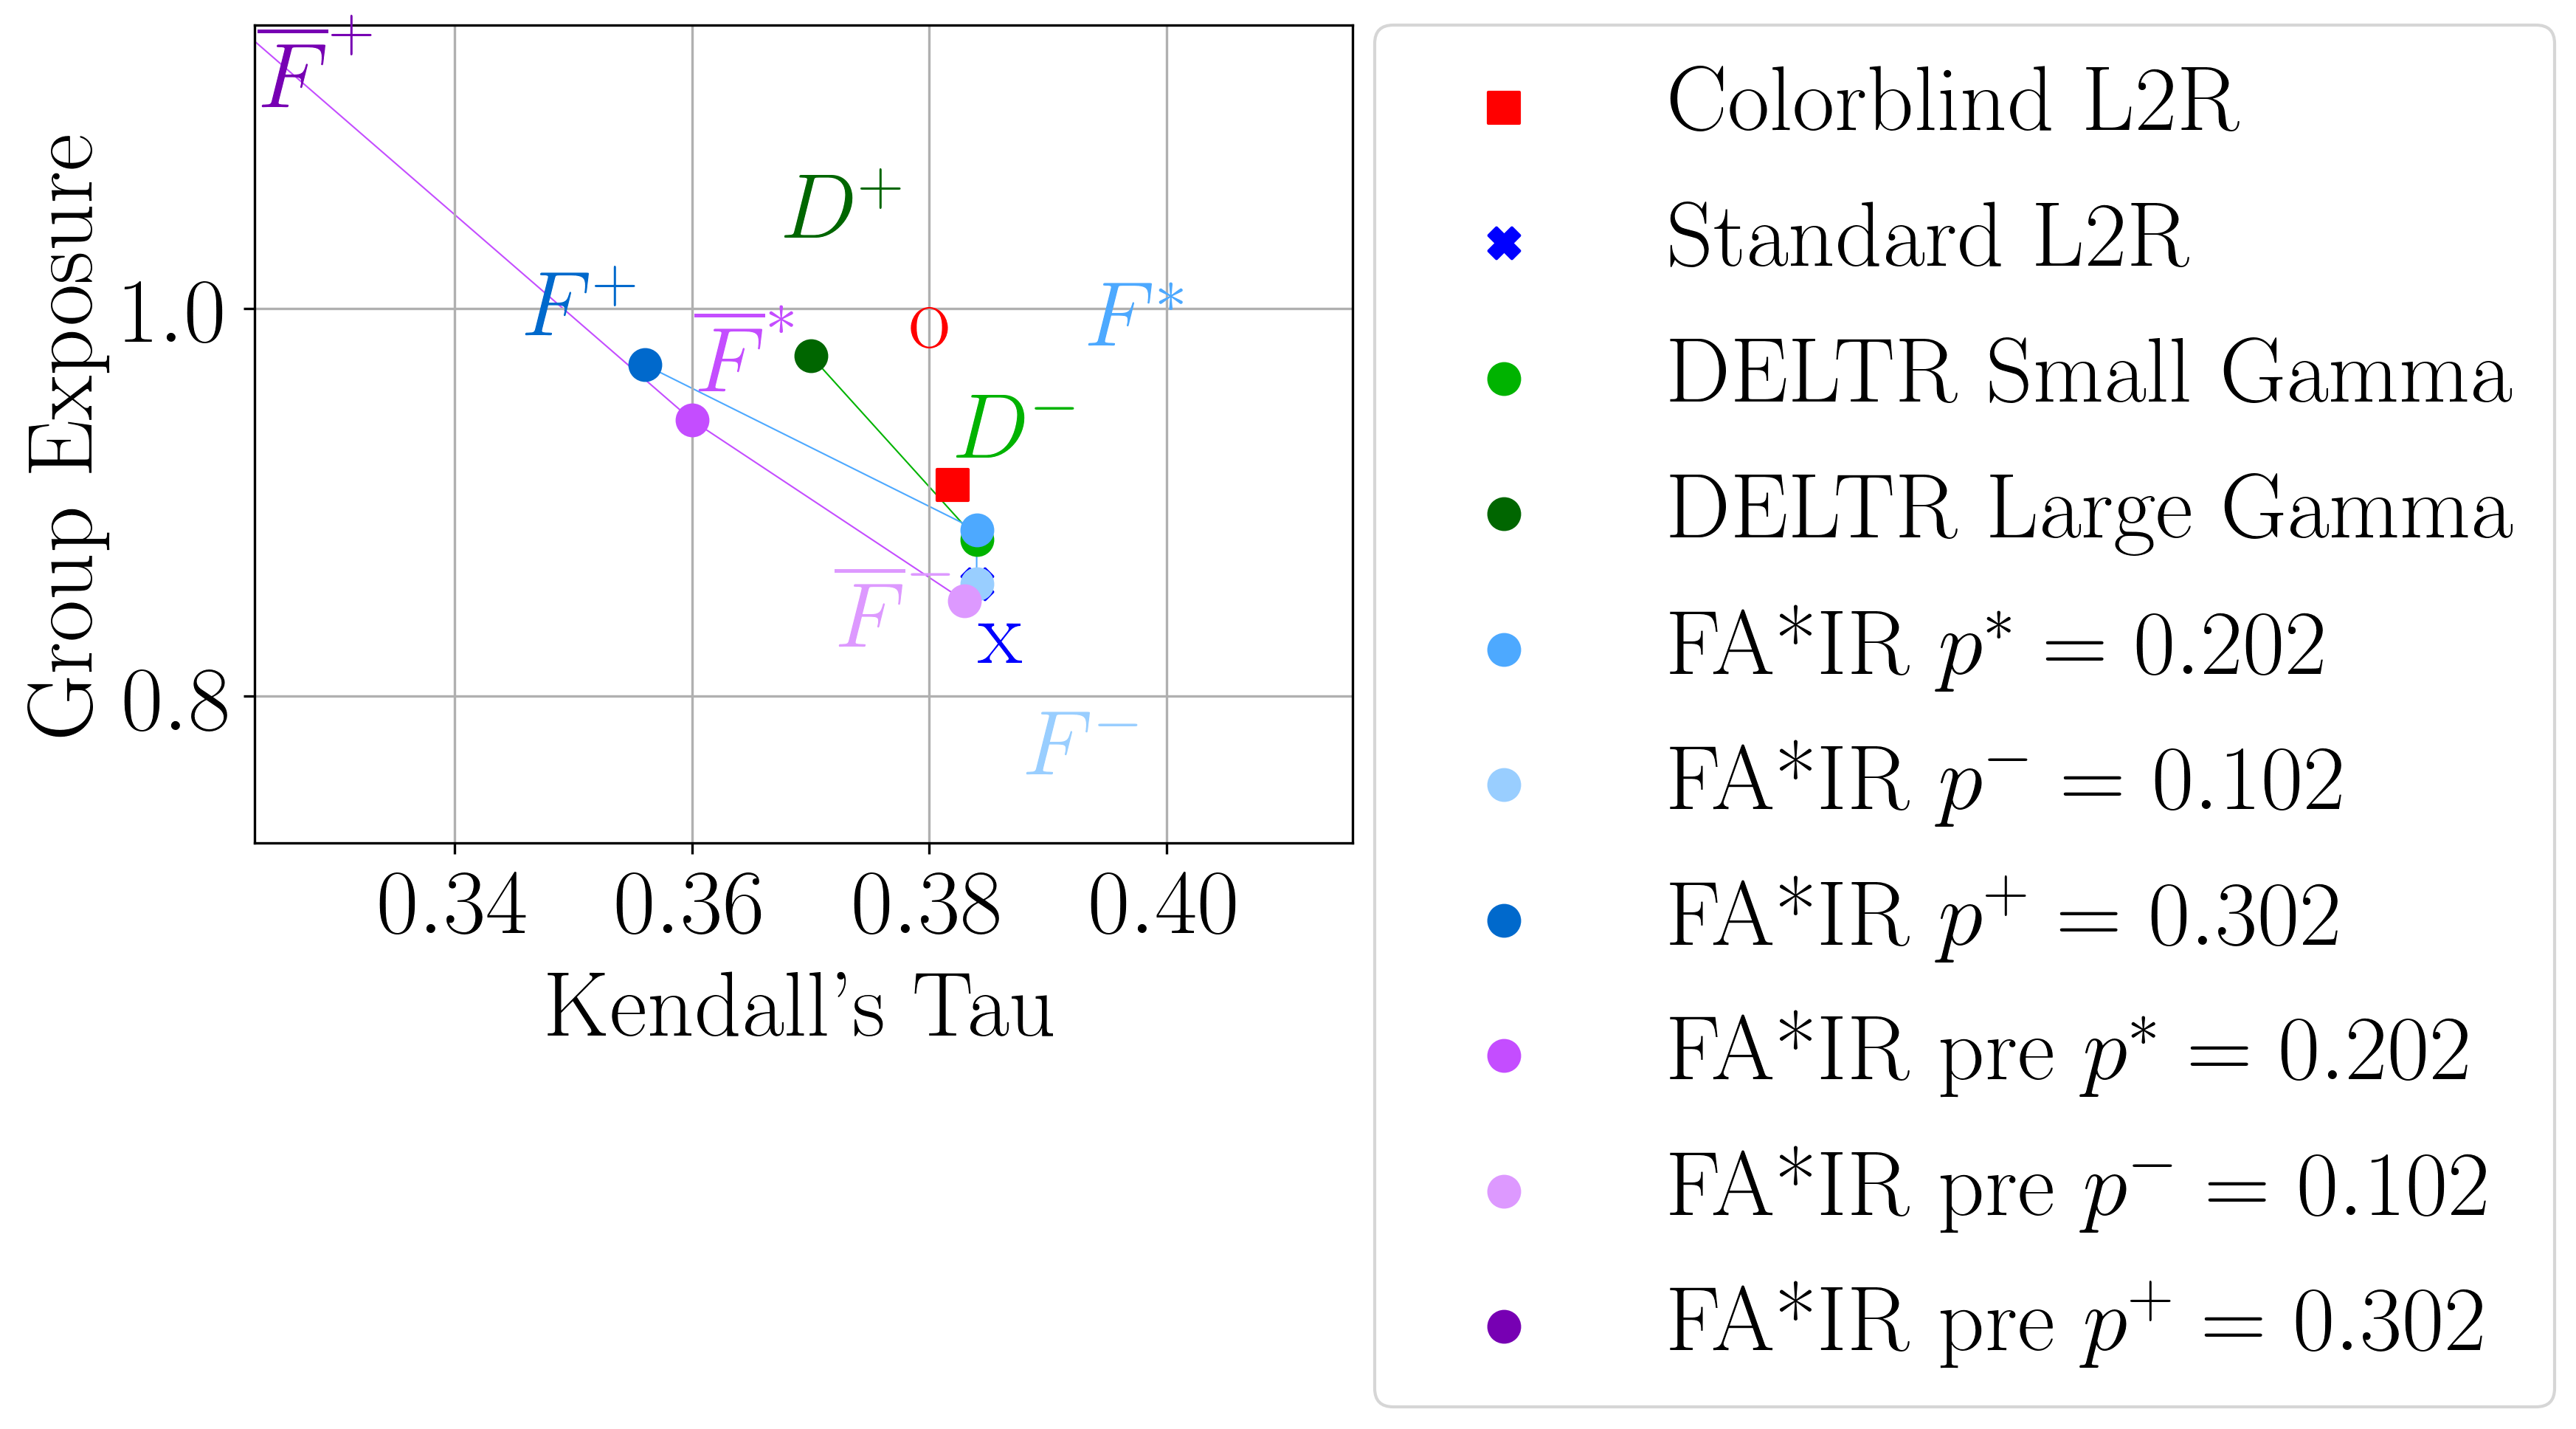 F̅⁺
D⁺
F⁺
F̅*
o
F*
D⁻
F̅⁻
x
F⁻
1.0
0.8
Group Exposure
0.34 0.36 0.38 0.40
Kendall's Tau
Colorblind L2R
Standard L2R
DELTR Small Gamma
DELTR Large Gamma
FA*IR p* = 0.202
FA*IR p⁻ = 0.102
FA*IR p⁺ = 0.302
FA*IR pre p* = 0.202
FA*IR pre p⁻ = 0.102
FA*IR pre p⁺ = 0.302